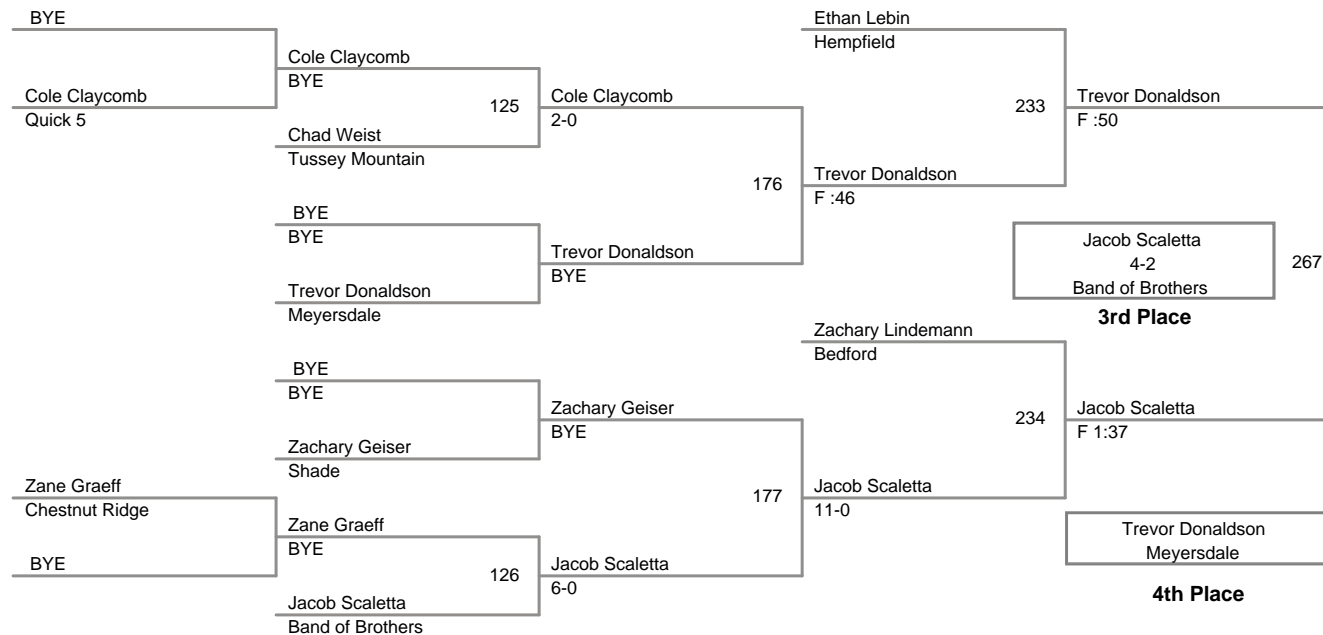 BYE
Cole Claycomb
Quick 5
Cole Claycomb
BYE
125
Chad Weist
Tussey Mountain
Cole Claycomb
2-0
BYE
BYE
Trevor Donaldson
Meyersdale
Trevor Donaldson
BYE
176
Ethan Lebin
Hempfield
Trevor Donaldson
F :46
233
Trevor Donaldson
F :50
Jacob Scaletta
4-2
Band of Brothers
267
3rd Place
BYE
BYE
Zachary Geiser
Shade
Zachary Geiser
BYE
Zane Graeff
Chestnut Ridge
BYE
Zane Graeff
BYE
126
Jacob Scaletta
Band of Brothers
Jacob Scaletta
6-0
177
Zachary Lindemann
Bedford
Jacob Scaletta
11-0
234
Jacob Scaletta
F 1:37
Trevor Donaldson
Meyersdale
4th Place